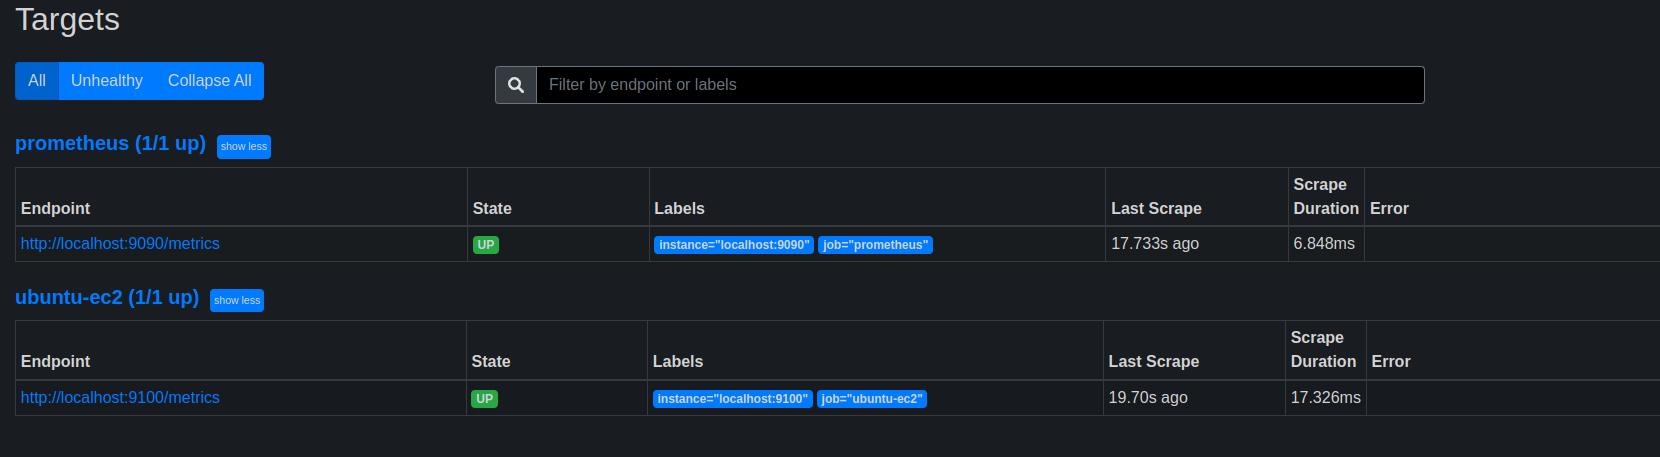 Targets
All Unhealthy Collapse All
Filter by endpoint or labels
prometheus (1/1 up) show less
Endpoint State Labels Last Scrape Scrape Duration Error
http://localhost:9090/metrics UP instance="localhost:9090" job="prometheus" 17.733s ago 6.848ms
ubuntu-ec2 (1/1 up) show less
Endpoint State Labels Last Scrape Scrape Duration Error
http://localhost:9100/metrics UP instance="localhost:9100" job="ubuntu-ec2" 19.70s ago 17.326ms